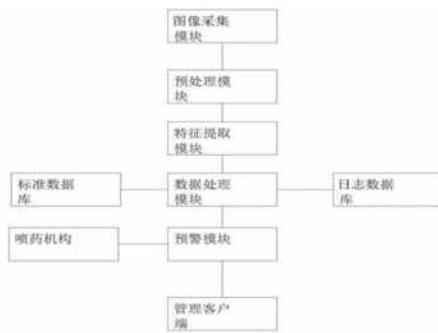 图像采集
模块
预处理模
块
特征提取
模块
标准数据
库
数据处理
模块
日志数据
库
喷药机构
预警模块
管理客户
端